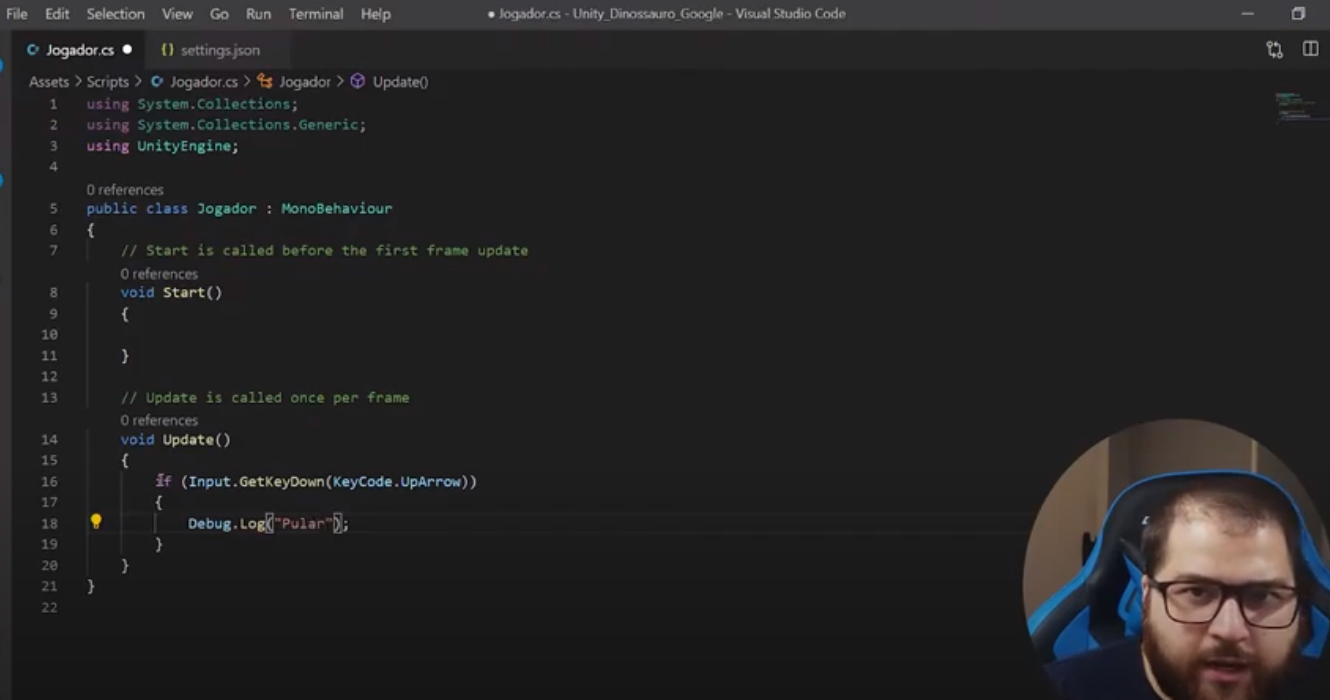 File Edit Selection View Go Run Terminal Help ● Jogador.cs - Unity_Dinossauro_Google - Visual Studio Code
Jogador.cs ● {} settings.json
Assets > Scripts > Jogador.cs > Jogador > Update()
1 using System.Collections;
2 using System.Collections.Generic;
3 using UnityEngine;
4
0 references
5 public class Jogador : MonoBehaviour
6 {
7 // Start is called before the first frame update
0 references
8 void Start()
9 {
10
11 }
12
13 // Update is called once per frame
0 references
14 void Update()
15 {
16 if (Input.GetKeyDown(KeyCode.UpArrow))
17 {
18 Debug.Log("Pular");
19 }
20 }
21 }
22